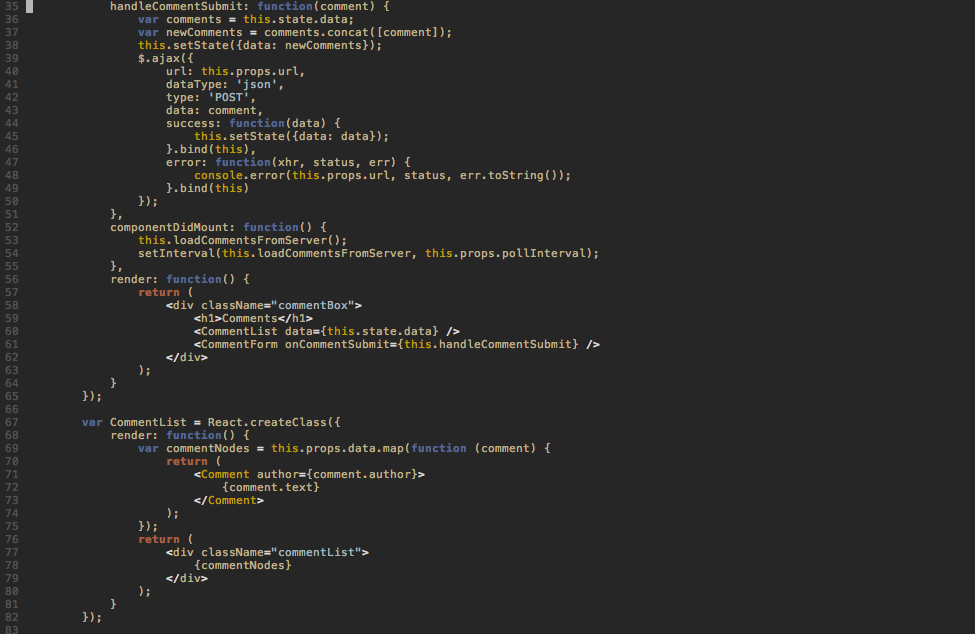 35 handleCommentSubmit: function(comment) {
36 var comments = this.state.data;
37 var newComments = comments.concat([comment]);
38 this.setState({data: newComments});
39 $.ajax({
40 url: this.props.url,
41 dataType: 'json',
42 type: 'POST',
43 data: comment,
44 success: function(data) {
45 this.setState({data: data});
46 }.bind(this),
47 error: function(xhr, status, err) {
48 console.error(this.props.url, status, err.toString());
49 }.bind(this)
50 });
51 },
52 componentDidMount: function() {
53 this.loadCommentsFromServer();
54 setInterval(this.loadCommentsFromServer, this.props.pollInterval);
55 },
56 render: function() {
57 return (
58 <div className="commentBox">
59 <h1>Comments</h1>
60 <CommentList data={this.state.data} />
61 <CommentForm onCommentSubmit={this.handleCommentSubmit} />
62 </div>
63 );
64 }
65 });
66
67 var CommentList = React.createClass({
68 render: function() {
69 var commentNodes = this.props.data.map(function (comment) {
70 return (
71 <Comment author={comment.author}>
72 {comment.text}
73 </Comment>
74 );
75 });
76 return (
77 <div className="commentList">
78 {commentNodes}
79 </div>
80 );
81 }
82 });
83